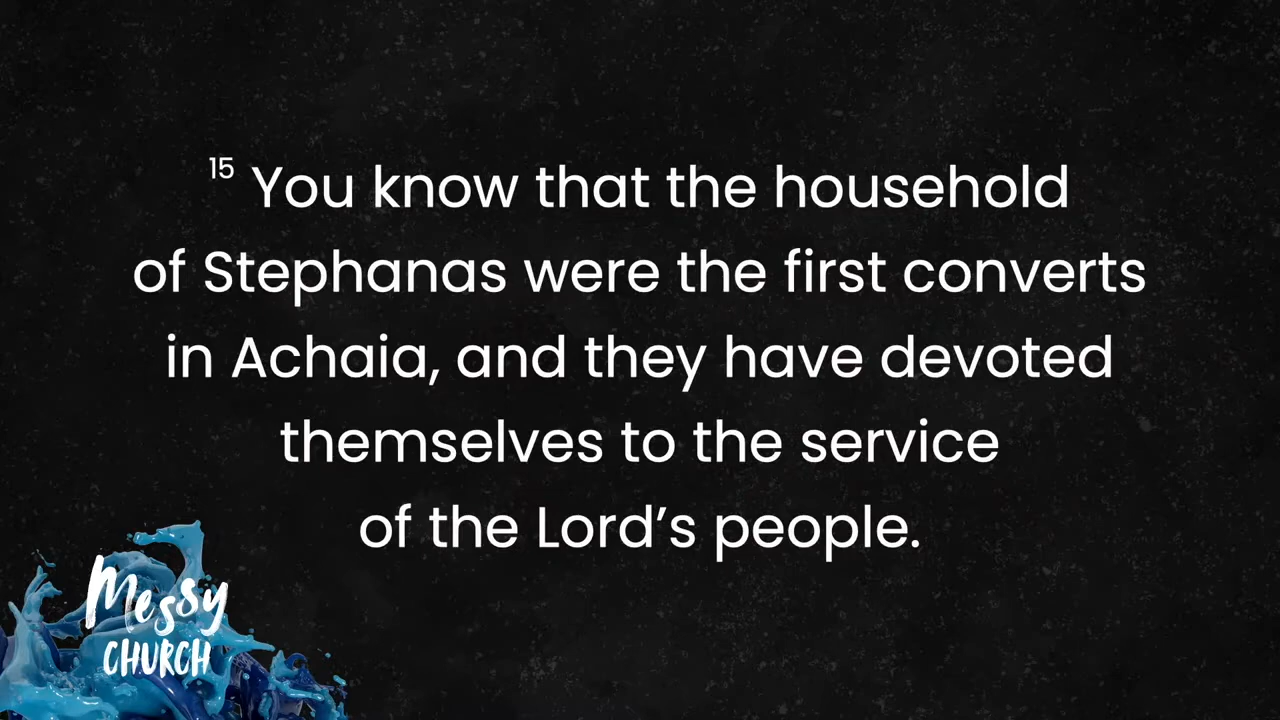 15 You know that the household
of Stephanas were the first converts
in Achaia, and they have devoted
themselves to the service
of the Lord’s people.
Messy
CHURCH